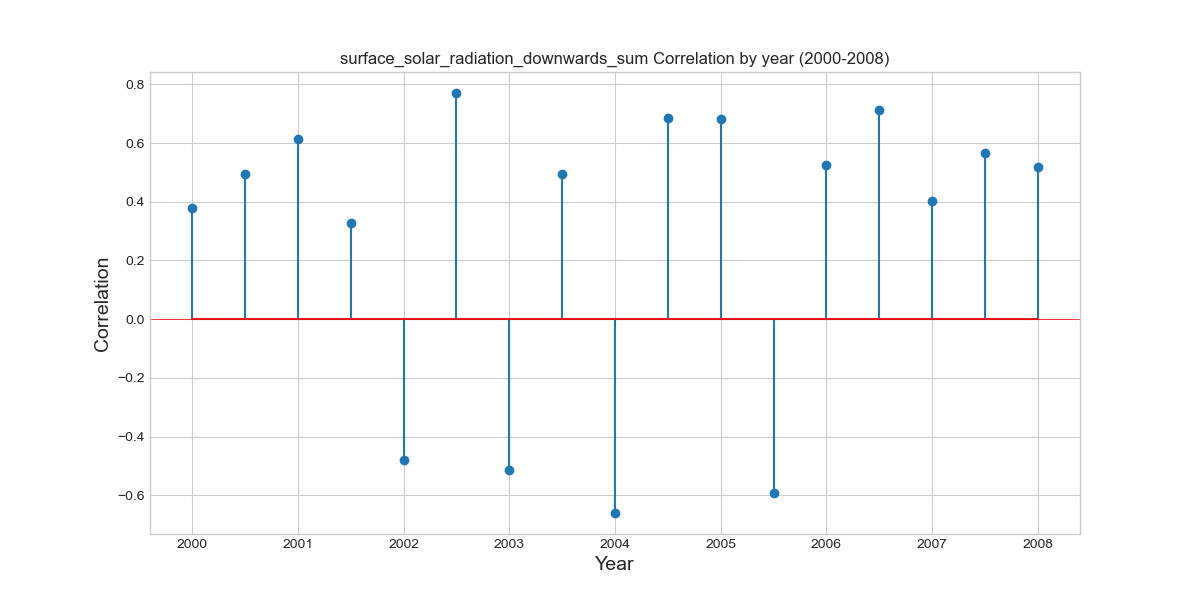 surface_solar_radiation_downwards_sum Correlation by year (2000-2008)
0.8
0.6
0.4
0.2
0.0
−0.2
−0.4
−0.6
Correlation
2000 2001 2002 2003 2004 2005 2006 2007 2008
Year